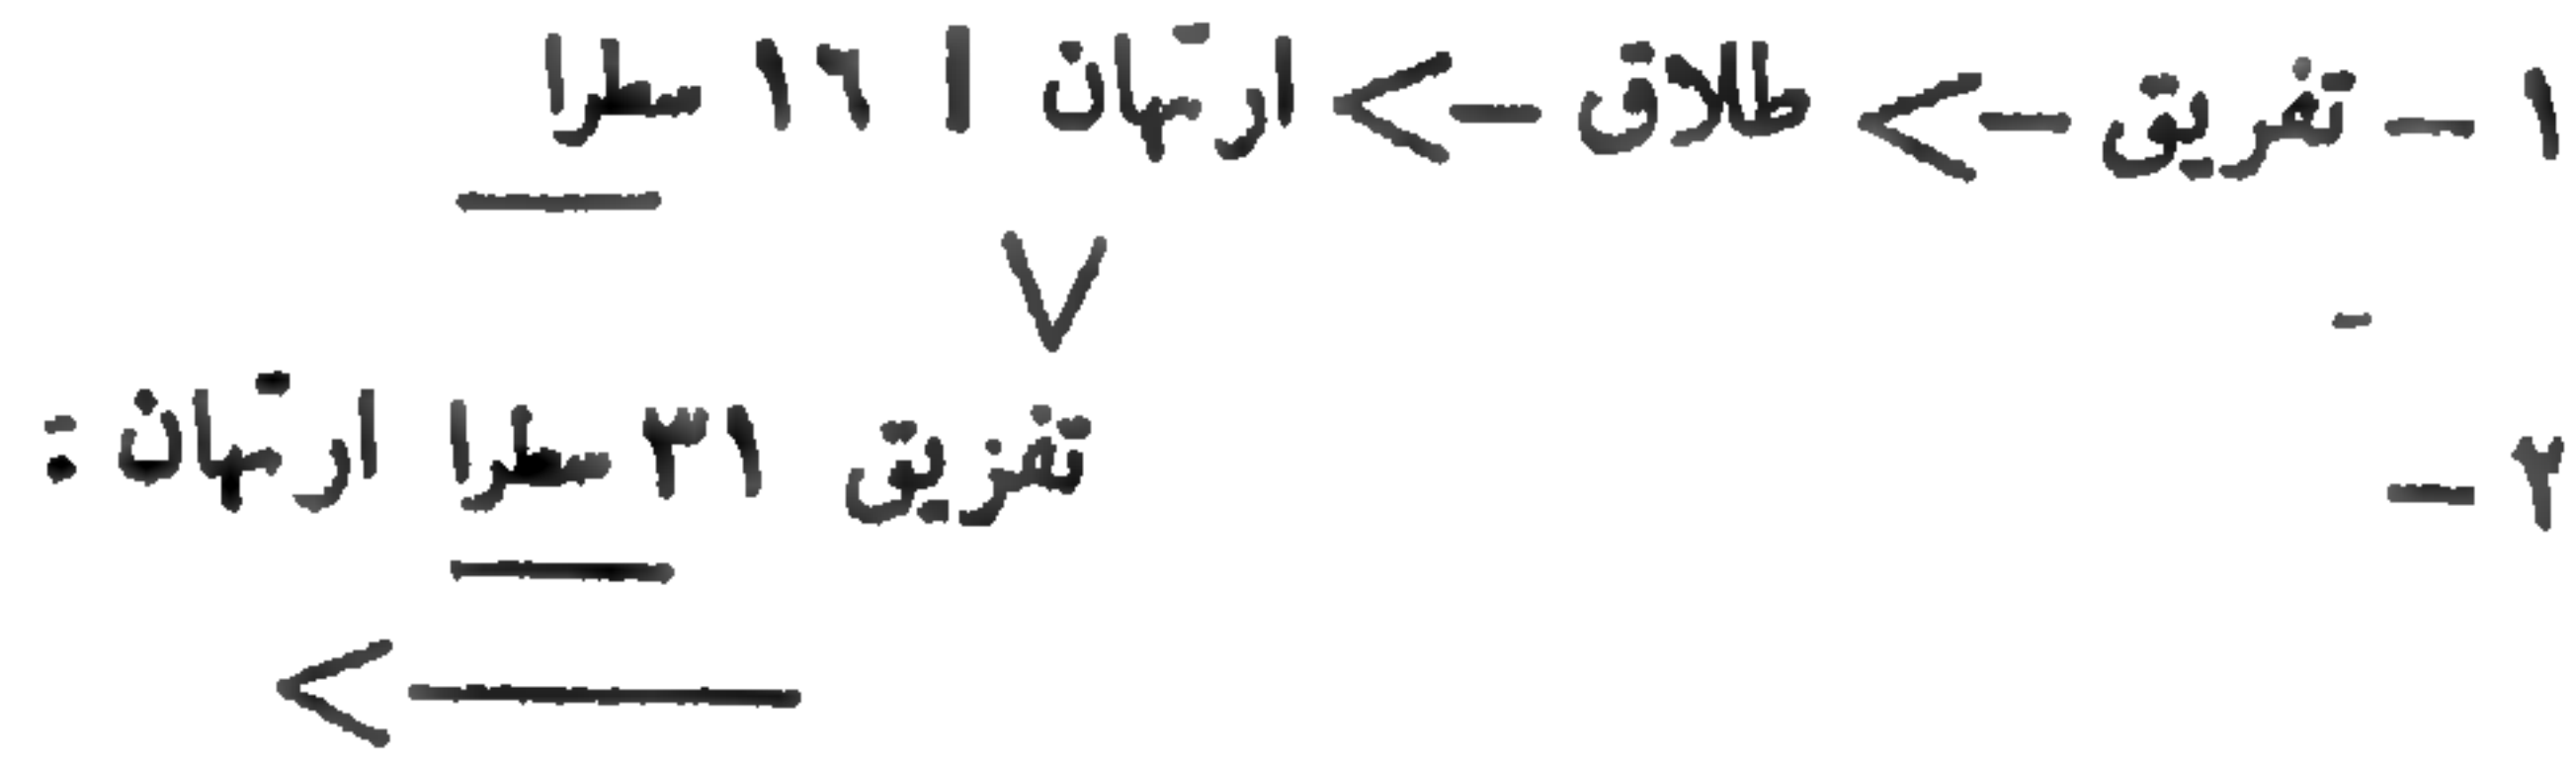 ١ – تفريق –> طلاق –> ارتهان | ١٦ سطرا
٢ – تفزيق ٣١ سطرا ارتهان :